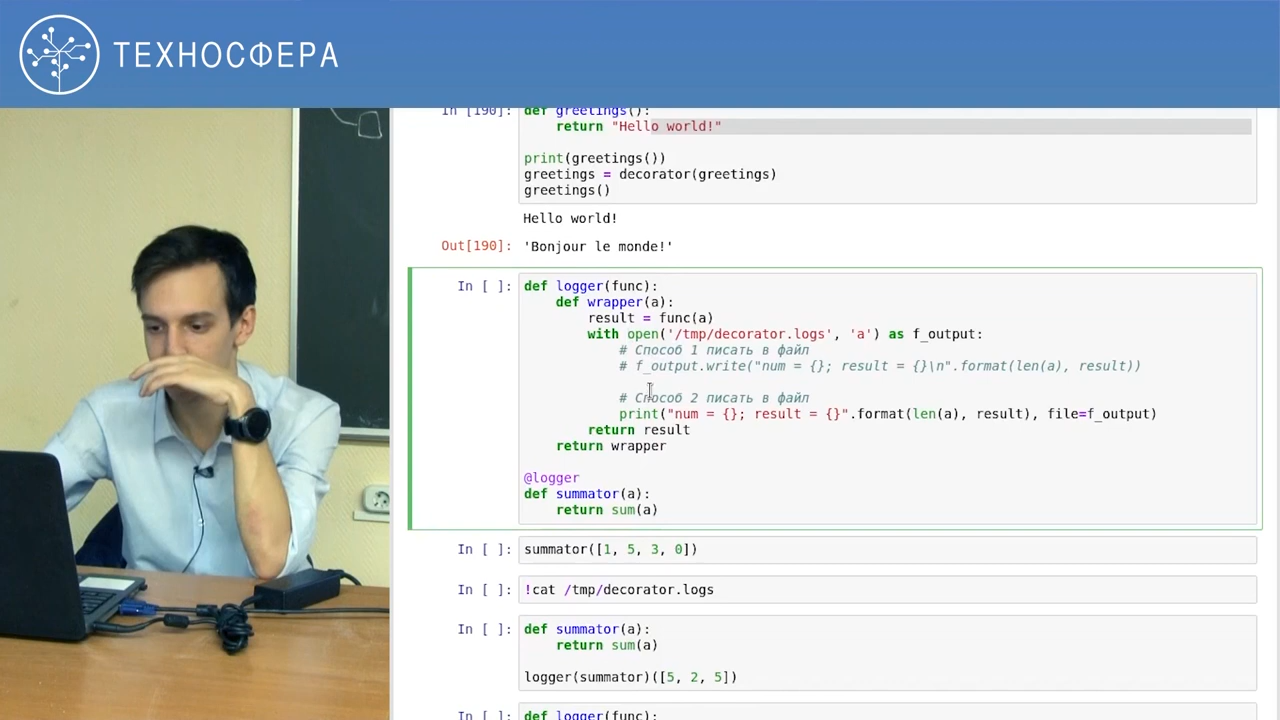 ТЕХНОСФЕРА
In [190]: def greetings():
    return "Hello world!"
print(greetings())
greetings = decorator(greetings)
greetings()
Hello world!
Out[190]: 'Bonjour le monde!'
In [ ]: def logger(func):
    def wrapper(a):
        result = func(a)
        with open('/tmp/decorator.logs', 'a') as f_output:
            # Способ 1 писать в файл
            # f_output.write("num = {}; result = {}\n".format(len(a), result))
            # Способ 2 писать в файл
            print("num = {}; result = {}".format(len(a), result), file=f_output)
        return result
    return wrapper
@logger
def summator(a):
    return sum(a)
In [ ]: summator([1, 5, 3, 0])
In [ ]: !cat /tmp/decorator.logs
In [ ]: def summator(a):
    return sum(a)
logger(summator)([5, 2, 5])
In [ ]: def logger(func):